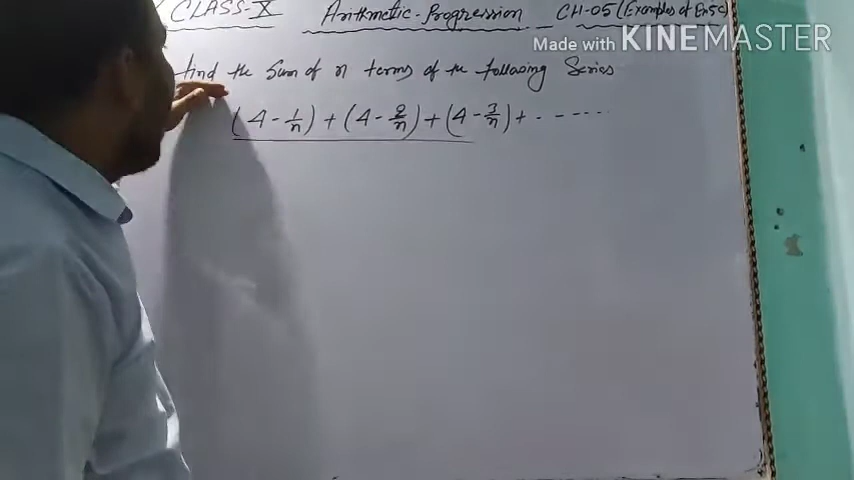 CLASS-X Arithmetic-Progression CH-05 (Examples of Ex5C)
Made with KINEMASTER
find the Sum of n terms of the following Series
(4 - 1/n) + (4 - 2/n) + (4 - 3/n) + - - - - - -